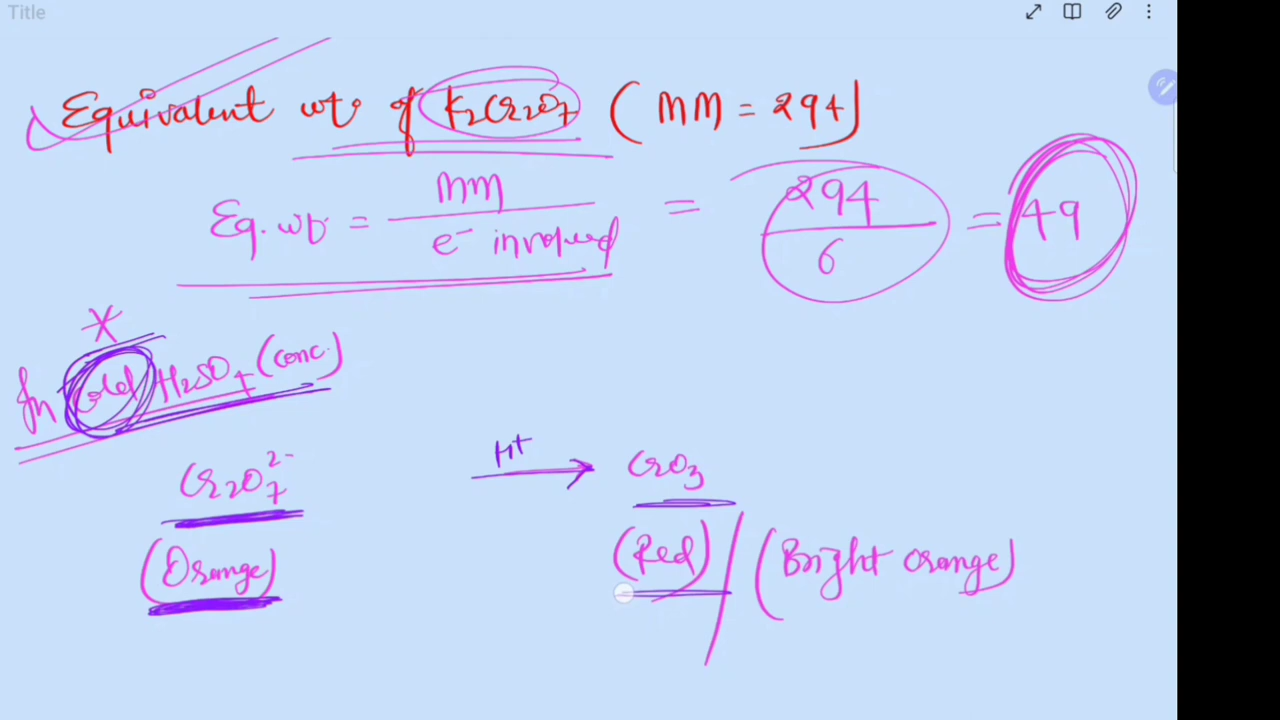 Title
Equivalent wt. of K2Cr2O7 (MM = 294)
Eq. wt = MM / e⁻ involved = 294 / 6 = 49
X
In Cold H2SO4 (conc.)
Cr2O7²⁻ H⁺ → CrO3
(Orange) (Red) / (Bright orange)